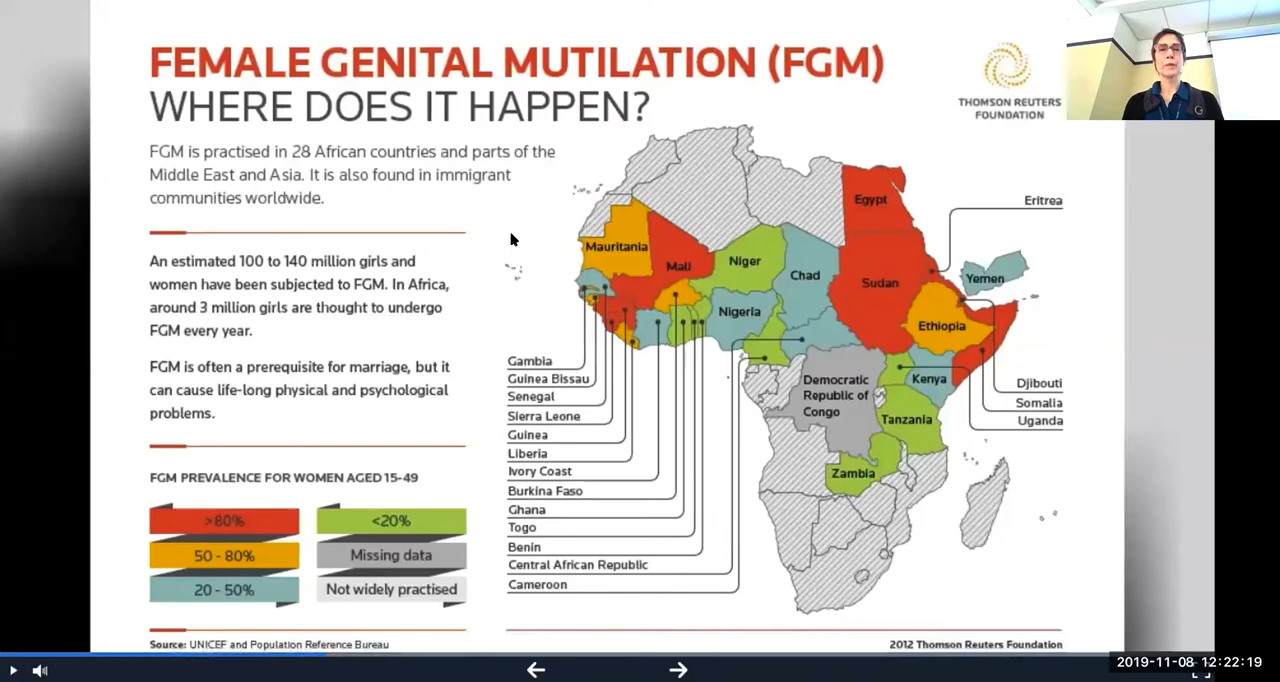 FEMALE GENITAL MUTILATION (FGM)
WHERE DOES IT HAPPEN?
THOMSON REUTERS
FOUNDATION
FGM is practised in 28 African countries and parts of the
Middle East and Asia. It is also found in immigrant
communities worldwide.
An estimated 100 to 140 million girls and
women have been subjected to FGM. In Africa,
around 3 million girls are thought to undergo
FGM every year.
FGM is often a prerequisite for marriage, but it
can cause life-long physical and psychological
problems.
FGM PREVALENCE FOR WOMEN AGED 15-49
>80%
<20%
50 - 80%
Missing data
20 - 50%
Not widely practised
Source: UNICEF and Population Reference Bureau
Egypt
Eritrea
Mauritania
Mali
Niger
Chad
Sudan
Yemen
Nigeria
Ethiopia
Gambia
Guinea Bissau
Senegal
Sierra Leone
Guinea
Liberia
Ivory Coast
Burkina Faso
Ghana
Togo
Benin
Central African Republic
Cameroon
Democratic
Republic of
Congo
Kenya
Tanzania
Zambia
Djibouti
Somalia
Uganda
2012 Thomson Reuters Foundation
2019-11-08 12:22:19